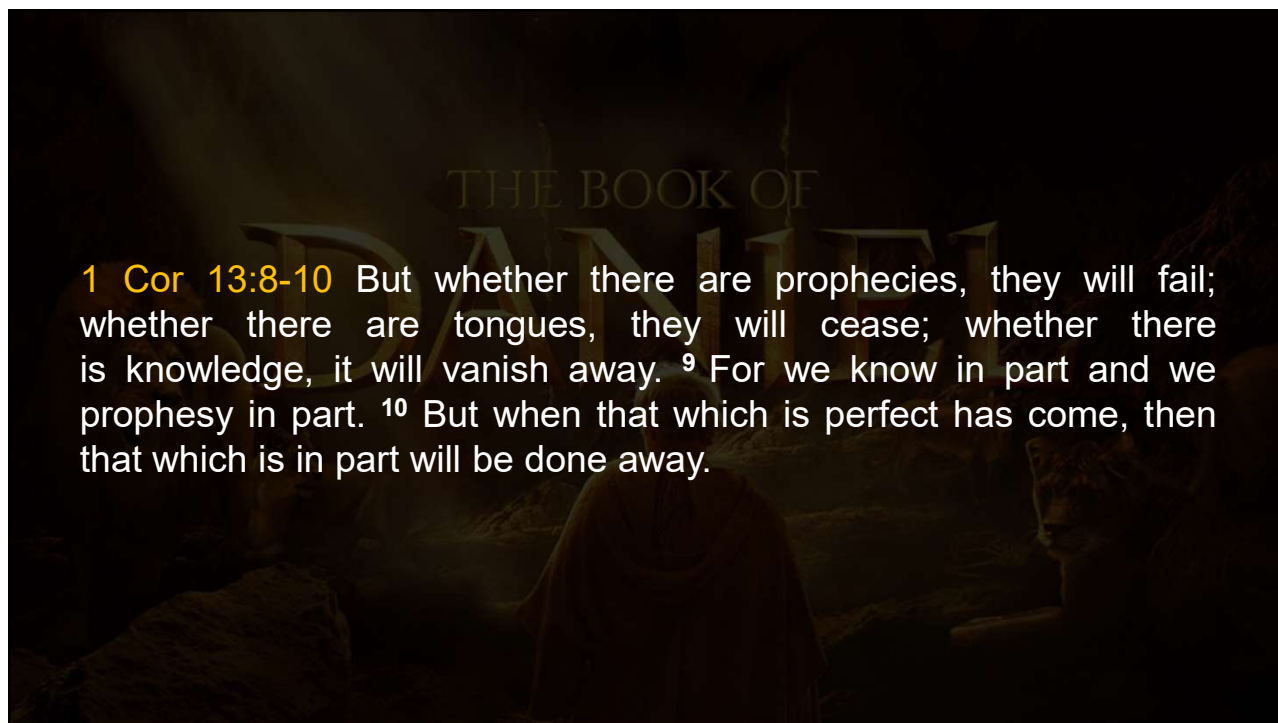 THE BOOK OF
DANIEL
1 Cor 13:8-10 But whether there are prophecies, they will fail;
whether there are tongues, they will cease; whether there
is knowledge, it will vanish away. 9 For we know in part and we
prophesy in part. 10 But when that which is perfect has come, then
that which is in part will be done away.